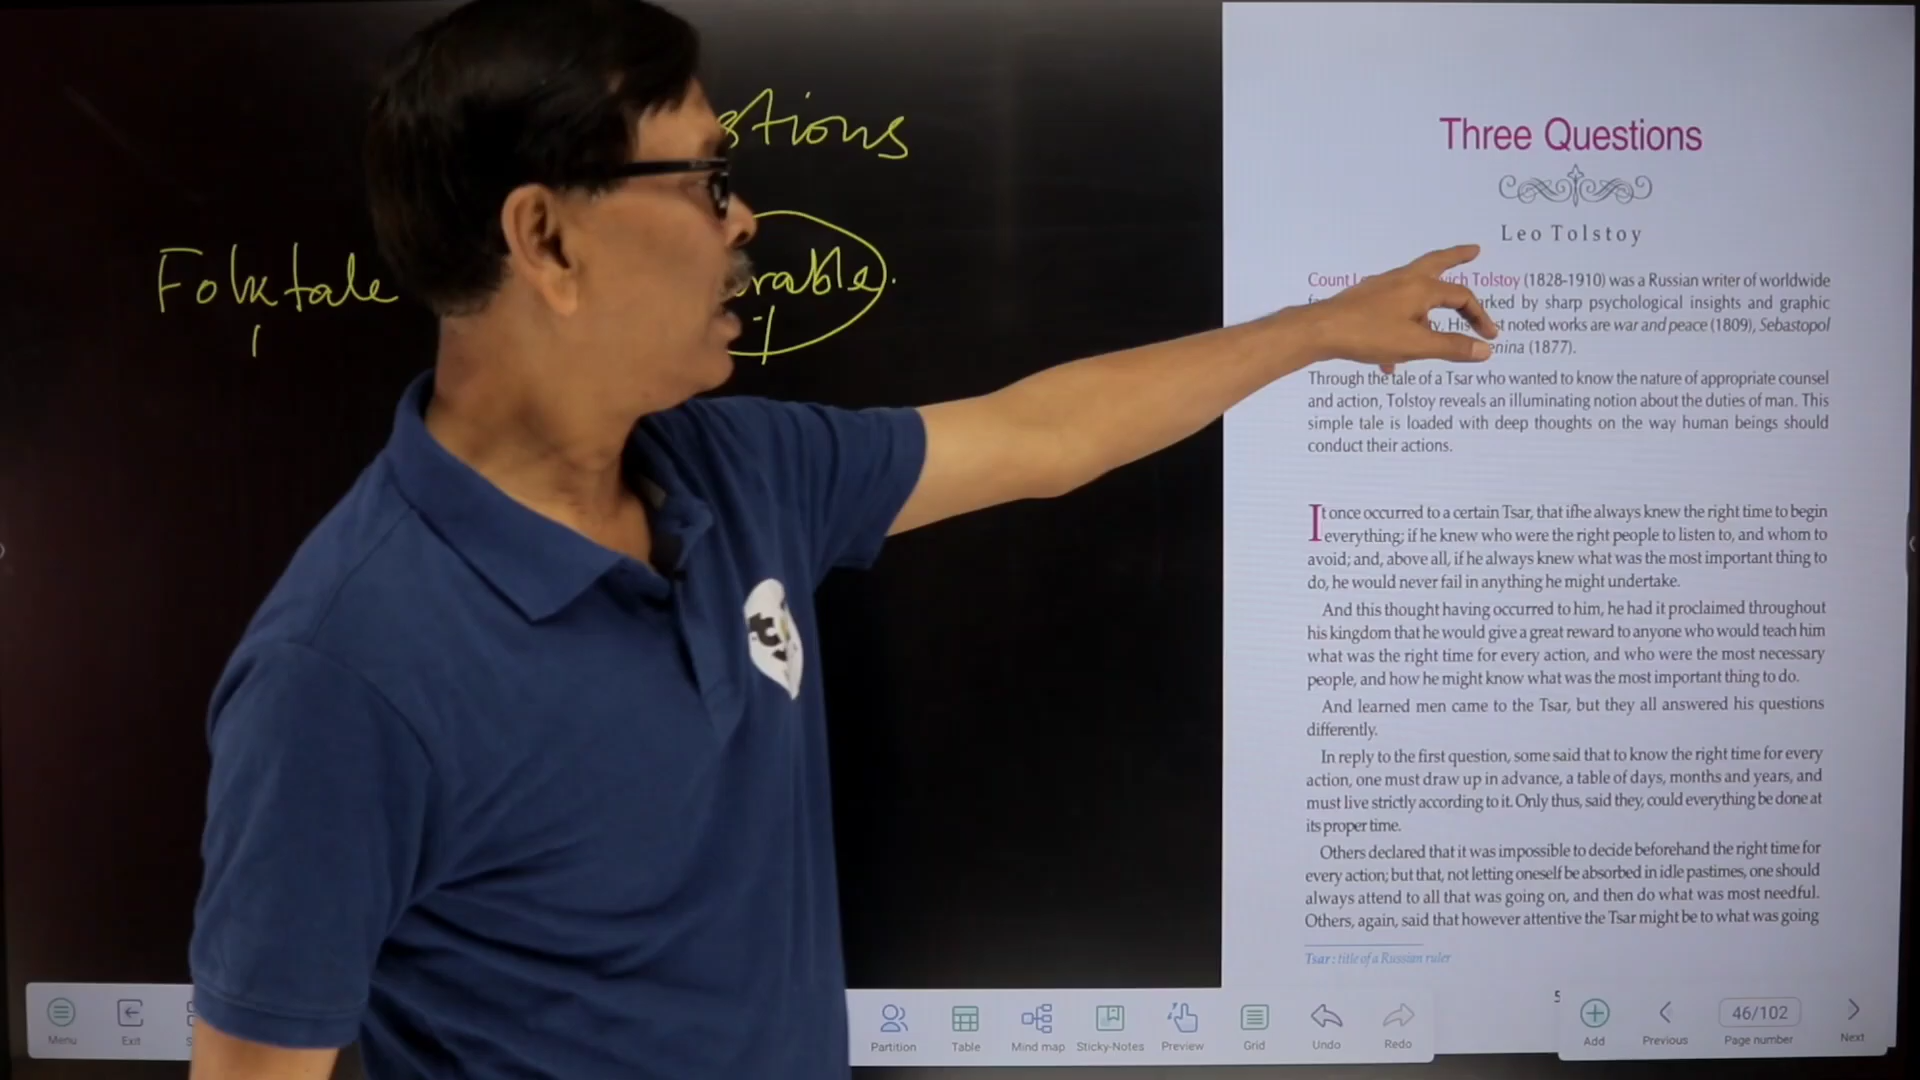 stions
Folktale
rable.
Three Questions
Leo Tolstoy
Count L ich Tolstoy (1828-1910) was a Russian writer of worldwide
rked by sharp psychological insights and graphic
ty. His st noted works are war and peace (1809), Sebastopol
enina (1877).
Through the tale of a Tsar who wanted to know the nature of appropriate counsel
and action, Tolstoy reveals an illuminating notion about the duties of man. This
simple tale is loaded with deep thoughts on the way human beings should
conduct their actions.
It once occurred to a certain Tsar, that ifhe always knew the right time to begin
everything; if he knew who were the right people to listen to, and whom to
avoid; and, above all, if he always knew what was the most important thing to
do, he would never fail in anything he might undertake.
And this thought having occurred to him, he had it proclaimed throughout
his kingdom that he would give a great reward to anyone who would teach him
what was the right time for every action, and who were the most necessary
people, and how he might know what was the most important thing to do.
And learned men came to the Tsar, but they all answered his questions
differently.
In reply to the first question, some said that to know the right time for every
action, one must draw up in advance, a table of days, months and years, and
must live strictly according to it. Only thus, said they, could everything be done at
its proper time.
Others declared that it was impossible to decide beforehand the right time for
every action; but that, not letting oneself be absorbed in idle pastimes, one should
always attend to all that was going on, and then do what was most needful.
Others, again, said that however attentive the Tsar might be to what was going
Tsar : title of a Russian ruler
5
46/102
Menu Exit Partition Table Mind map Sticky-Notes Preview Grid Undo Redo Add Previous Page number Next